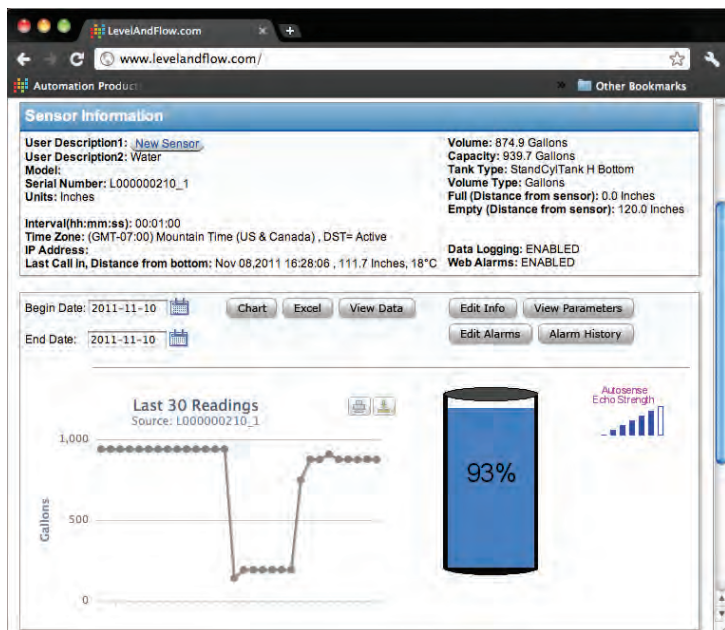 LevelAndFlow.com
www.levelandflow.com/
Automation Produc
Other Bookmarks
Sensor Information
User Description1: New Sensor
User Description2: Water
Model:
Serial Number: L000000210_1
Units: Inches
Interval(hh:mm:ss): 00:01:00
Time Zone: (GMT-07:00) Mountain Time (US & Canada) , DST= Active
IP Address:
Last Call in, Distance from bottom: Nov 08,2011 16:28:06 , 111.7 Inches, 18°C
Volume: 874.9 Gallons
Capacity: 939.7 Gallons
Tank Type: StandCylTank H Bottom
Volume Type: Gallons
Full (Distance from sensor): 0.0 Inches
Empty (Distance from sensor): 120.0 Inches
Data Logging: ENABLED
Web Alarms: ENABLED
Begin Date: 2011-11-10
Chart Excel View Data
Edit Info View Parameters
End Date: 2011-11-10
Edit Alarms Alarm History
Last 30 Readings
Source: L000000210_1
1,000
500
0
Gallons
93%
Autosense
Echo Strength